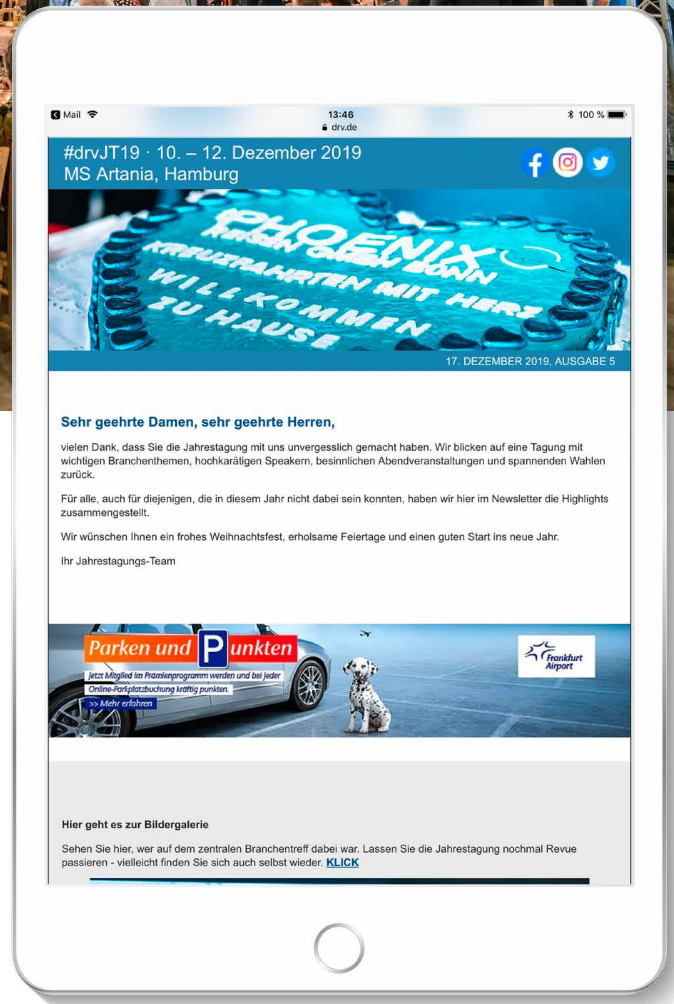 Mail
13:46
100 %
drv.de
#drvJT19 · 10. – 12. Dezember 2019
MS Artania, Hamburg
PHOENIX
REISEN GMBH BONN
KREUZFAHRTEN MIT HERZ
WILLKOMMEN
ZU HAUSE
17. DEZEMBER 2019, AUSGABE 5
Sehr geehrte Damen, sehr geehrte Herren,
vielen Dank, dass Sie die Jahrestagung mit uns unvergesslich gemacht haben. Wir blicken auf eine Tagung mit
wichtigen Branchenthemen, hochkarätigen Speakern, besinnlichen Abendveranstaltungen und spannenden Wahlen
zurück.
Für alle, auch für diejenigen, die in diesem Jahr nicht dabei sein konnten, haben wir hier im Newsletter die Highlights
zusammengestellt.
Wir wünschen Ihnen ein frohes Weihnachtsfest, erholsame Feiertage und einen guten Start ins neue Jahr.
Ihr Jahrestagungs-Team
Parken und Punkten
Jetzt Mitglied im Prämienprogramm werden und bei jeder
Online-Parkplatzbuchung kräftig punkten.
>> Mehr erfahren
Frankfurt
Airport
Hier geht es zur Bildergalerie
Sehen Sie hier, wer auf dem zentralen Branchentreff dabei war. Lassen Sie die Jahrestagung nochmal Revue
passieren - vielleicht finden Sie sich auch selbst wieder. KLICK